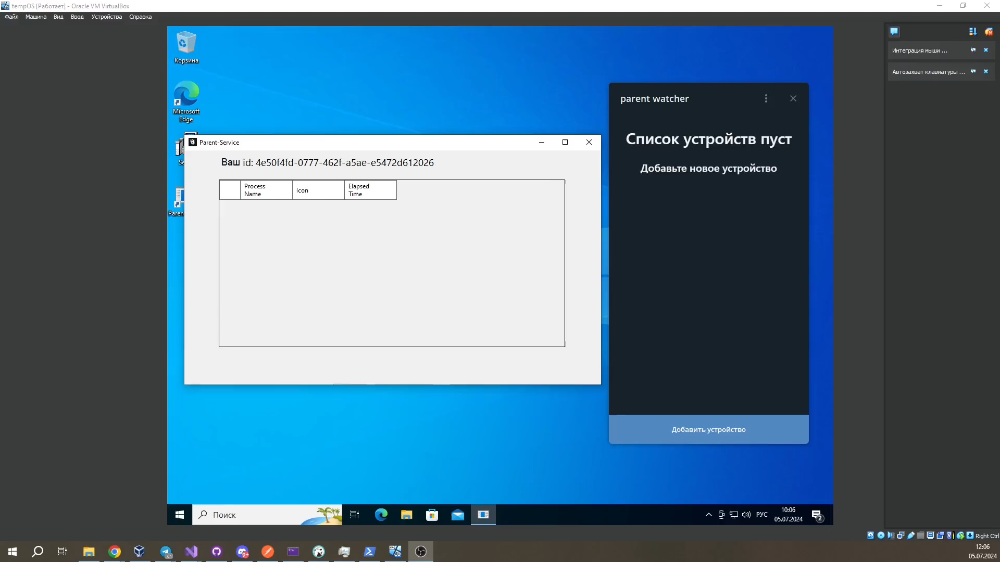 tempOS [Работает] - Oracle VM VirtualBox
Файл Машина Вид Ввод Устройства Справка
Интеграция мыши ...
Автозахват клавиатуры ...
Корзина
Microsoft
Edge
Se
Paren
Parent-Service
Ваш id: 4e50f4fd-0777-462f-a5ae-e5472d612026
Process
Name
Icon
Elapsed
Time
parent watcher
Список устройств пуст
Добавьте новое устройство
Добавить устройство
Поиск
РУС
10:06
05.07.2024
2
Right Ctrl
61
9+
10
12:06
05.07.2024